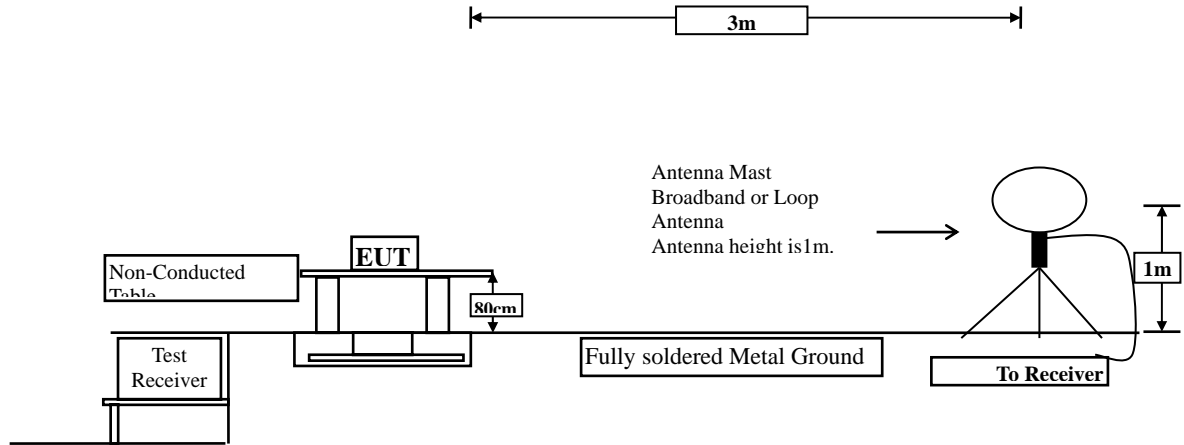 3m
Antenna Mast
Broadband or Loop
Antenna
Antenna height is1m.
EUT
Non-Conducted
Table
80cm
1m
Test
Receiver
Fully soldered Metal Ground
To Receiver